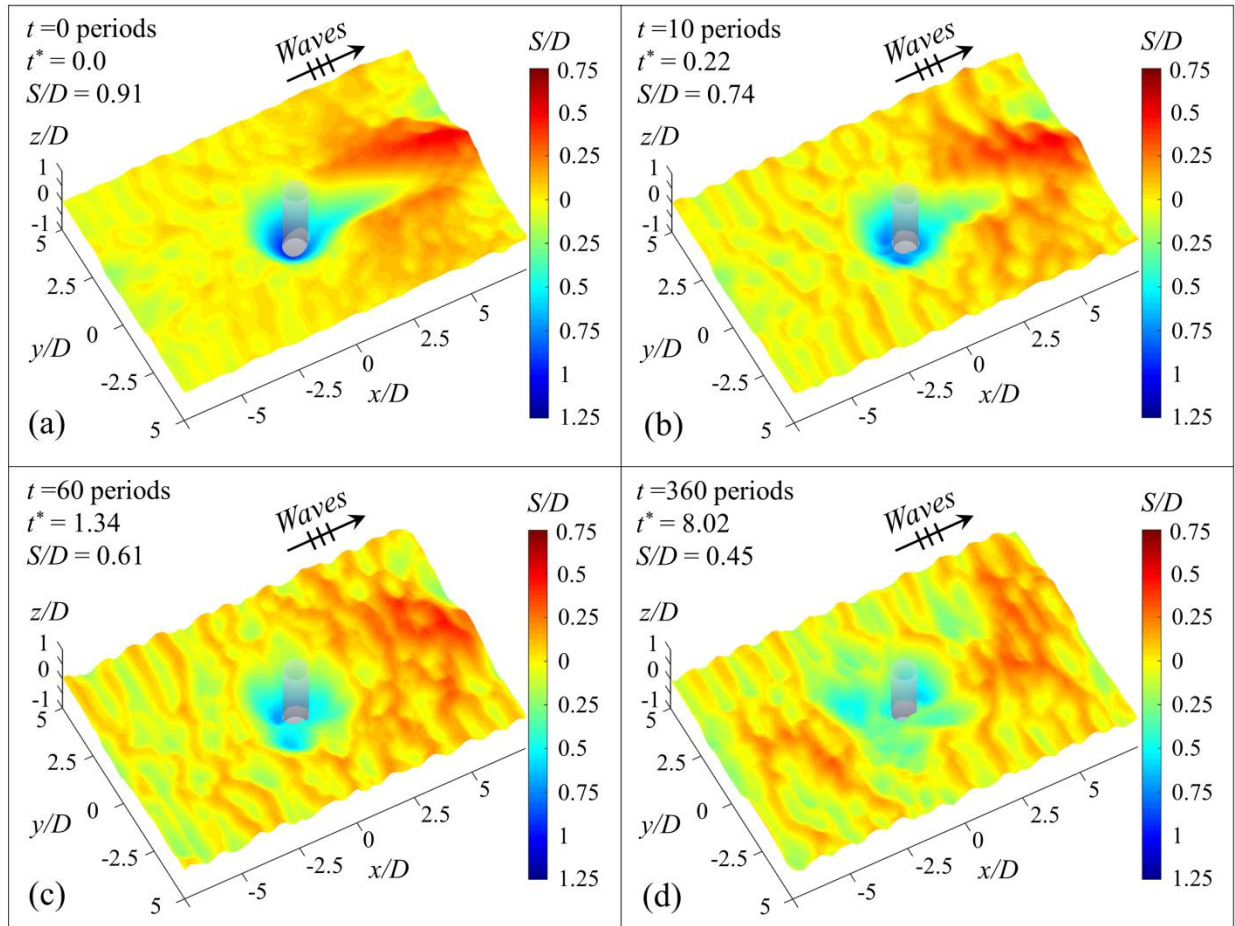 t =0 periods
t* = 0.0
S/D = 0.91
Waves
S/D
z/D
1
0
-1
5
2.5
0
-2.5
5
y/D
-5
-2.5
0
2.5
5
x/D
0.75
0.5
0.25
0
0.25
0.5
0.75
1
1.25
(a)
t =10 periods
t* = 0.22
S/D = 0.74
Waves
S/D
z/D
1
0
-1
5
2.5
0
-2.5
5
y/D
-5
-2.5
0
2.5
5
x/D
0.75
0.5
0.25
0
0.25
0.5
0.75
1
1.25
(b)
t =60 periods
t* = 1.34
S/D = 0.61
Waves
S/D
z/D
1
0
-1
5
2.5
0
-2.5
5
y/D
-5
-2.5
0
2.5
5
x/D
0.75
0.5
0.25
0
0.25
0.5
0.75
1
1.25
(c)
t =360 periods
t* = 8.02
S/D = 0.45
Waves
S/D
z/D
1
0
-1
5
2.5
0
-2.5
5
y/D
-5
-2.5
0
2.5
5
x/D
0.75
0.5
0.25
0
0.25
0.5
0.75
1
1.25
(d)